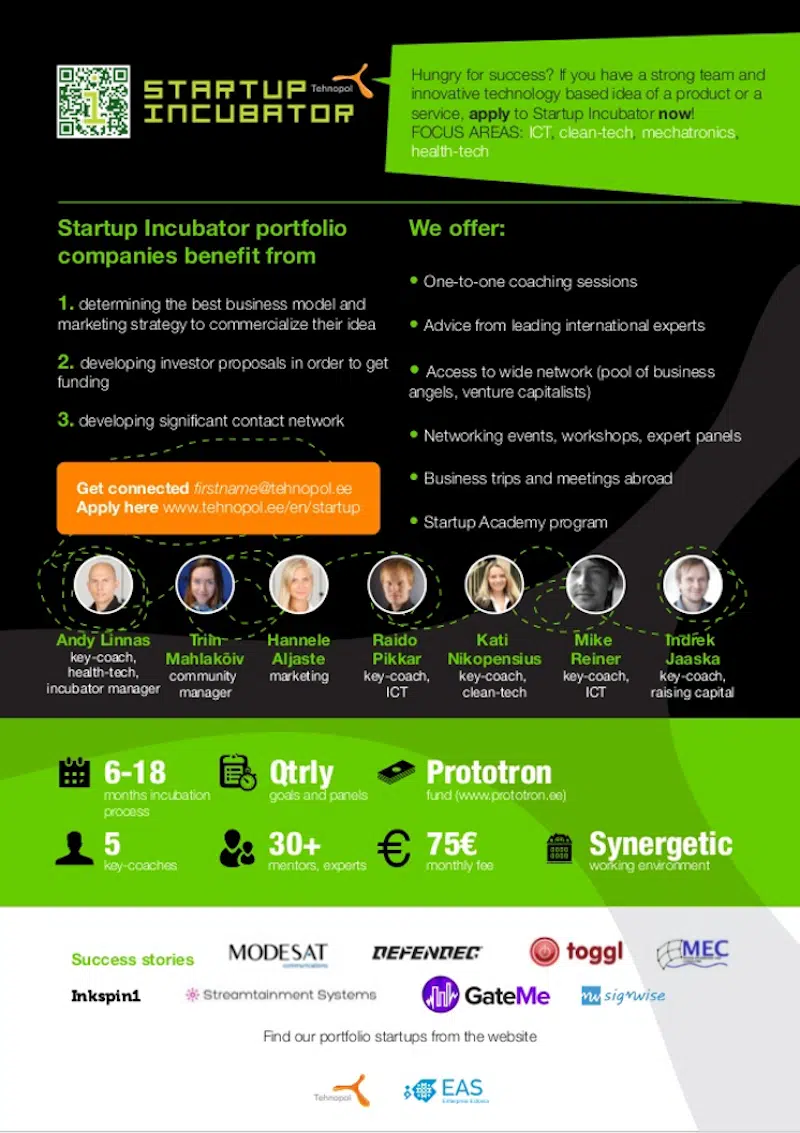 STARTUP
INCUBATOR
Tehnopol
Hungry for success? If you have a strong team and
innovative technology based idea of a product or a
service, apply to Startup Incubator now!
FOCUS AREAS: ICT, clean-tech, mechatronics,
health-tech
Startup Incubator portfolio
companies benefit from
1. determining the best business model and
marketing strategy to commercialize their idea
2. developing investor proposals in order to get
funding
3. developing significant contact network
Get connected firstname@tehnopol.ee
Apply here www.tehnopol.ee/en/startup
We offer:
• One-to-one coaching sessions
• Advice from leading international experts
• Access to wide network (pool of business
angels, venture capitalists)
• Networking events, workshops, expert panels
• Business trips and meetings abroad
• Startup Academy program
Andy Linnas
key-coach,
health-tech,
incubator manager
Triin
Mahlakõiv
community
manager
Hannele
Aljaste
marketing
Raido
Pikkar
key-coach,
ICT
Kati
Nikopensius
key-coach,
clean-tech
Mike
Reiner
key-coach,
ICT
Indrek
Jaaska
key-coach,
raising capital
6-18
months incubation
process
Qtrly
goals and panels
Prototron
fund (www.prototron.ee)
5
key-coaches
30+
mentors, experts
75€
monthly fee
Synergetic
working environment
Success stories
MODESAT
communications
DEFENDEC
toggl
MEC
Inkspin1
Streamtainment Systems
GateMe
signwise
Find our portfolio startups from the website
Tehnopol
EAS
Enterprise Estonia